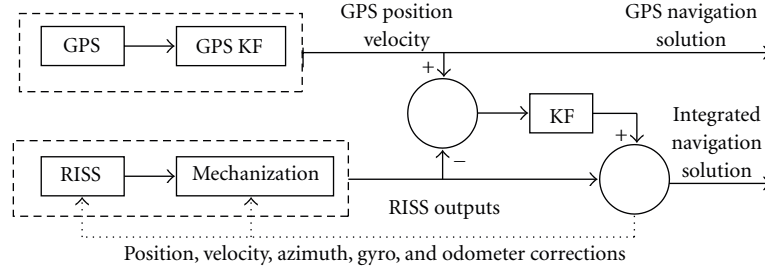 GPS position
GPS navigation
velocity
solution
GPS
GPS KF
+
KF
+
Integrated
navigation
solution
−
RISS
Mechanization
RISS outputs
Position, velocity, azimuth, gyro, and odometer corrections